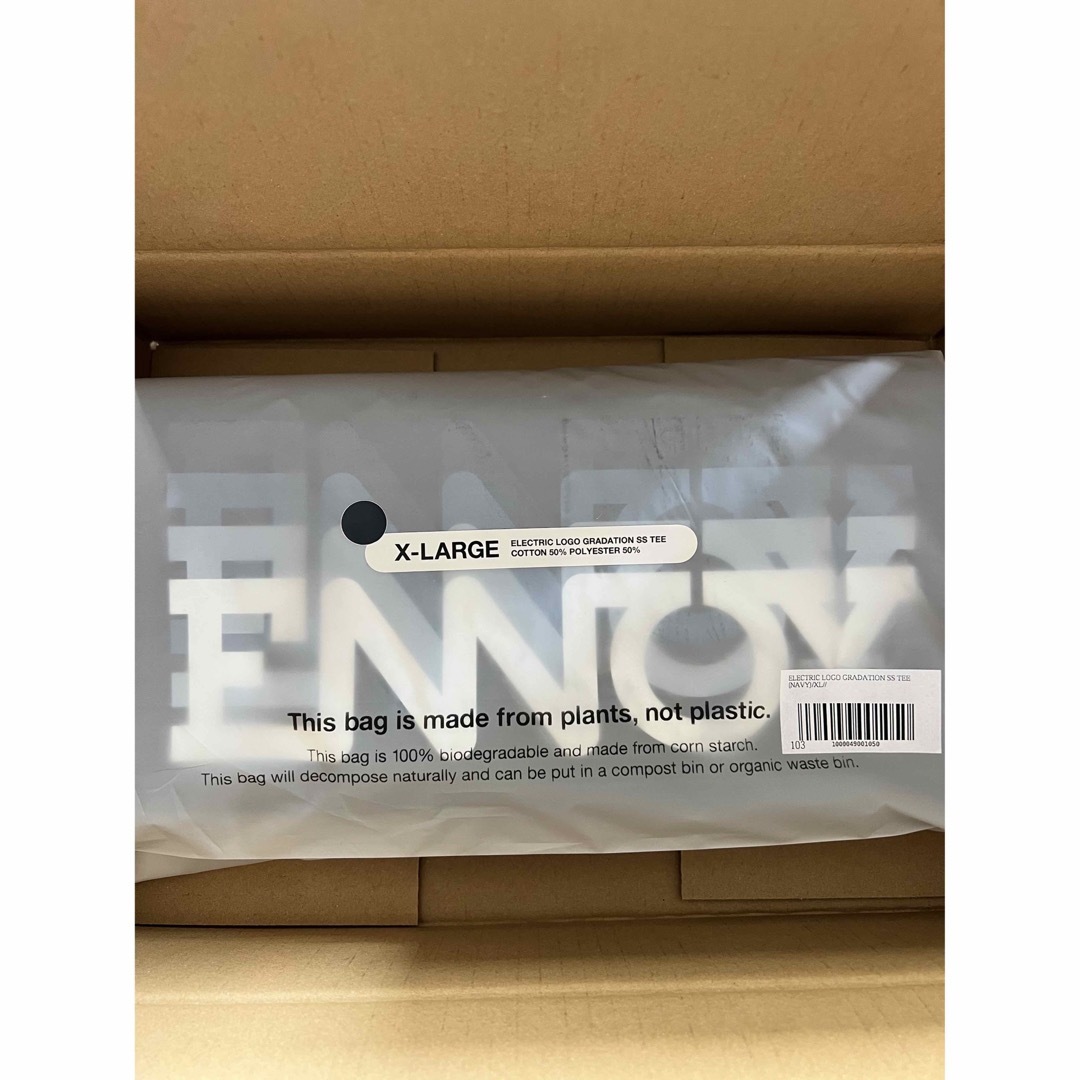 X-LARGE
ELECTRIC LOGO GRADATION SS TEE
COTTON 50% POLYESTER 50%
ENNOY
ELECTRIC LOGO GRADATION SS TEE
[NAVY]/XL//
103
1000049001050
This bag is made from plants, not plastic.
This bag is 100% biodegradable and made from corn starch.
This bag will decompose naturally and can be put in a compost bin or organic waste bin.